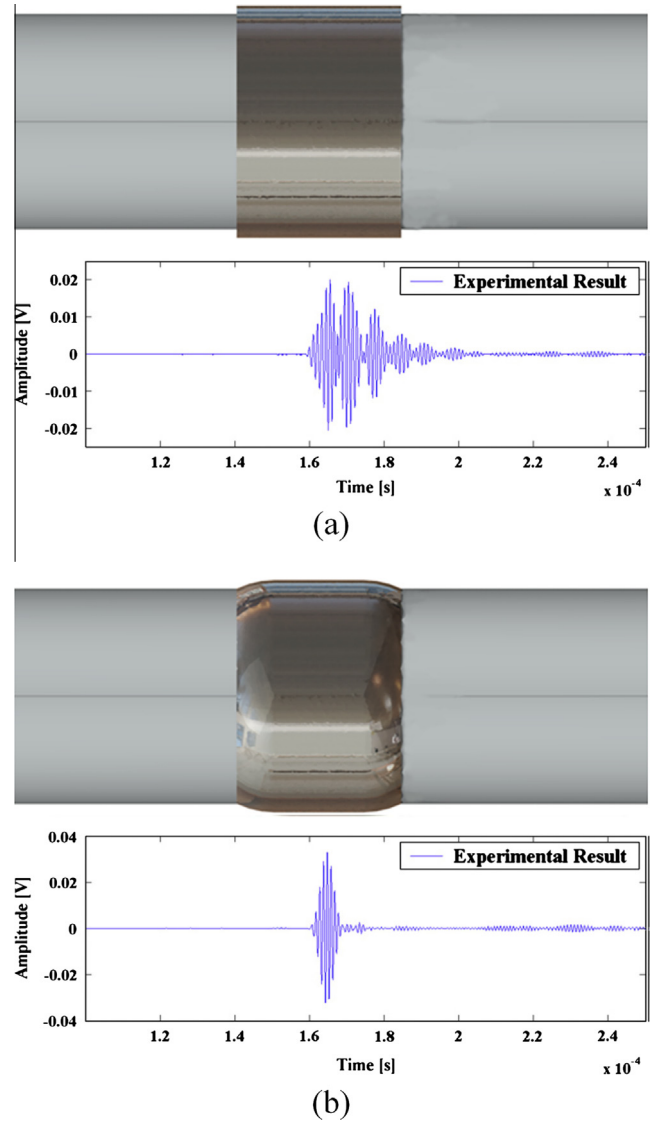 Experimental Result
0.02
0.01
0
-0.01
-0.02
Amplitude [V]
1.2 1.4 1.6 1.8 2 2.2 2.4
Time [s]
x 10-4
(a)
Experimental Result
0.04
0.02
0
-0.02
-0.04
Amplitude [V]
1.2 1.4 1.6 1.8 2 2.2 2.4
Time [s]
x 10-4
(b)